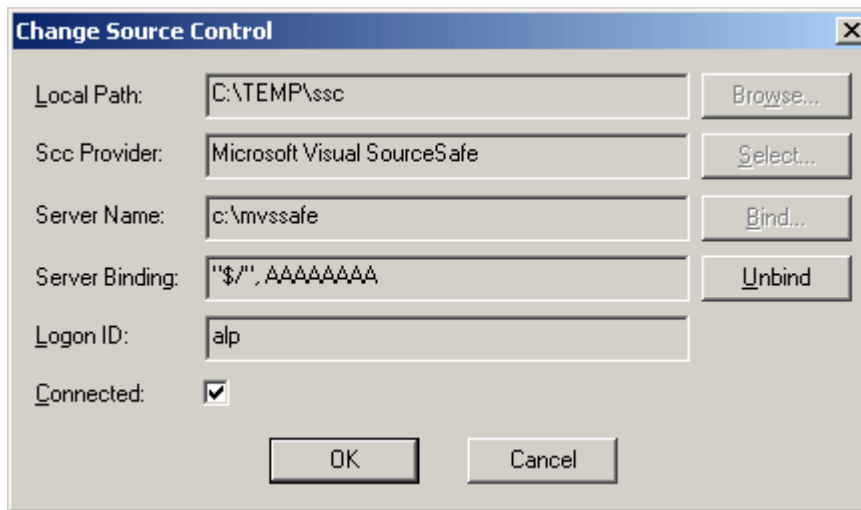 Change Source Control
Local Path: C:\TEMP\ssc Browse...
Scc Provider: Microsoft Visual SourceSafe Select...
Server Name: c:\mvssafe Bind...
Server Binding: "$/", AAAAAAAA Unbind
Logon ID: alp
Connected:
OK Cancel